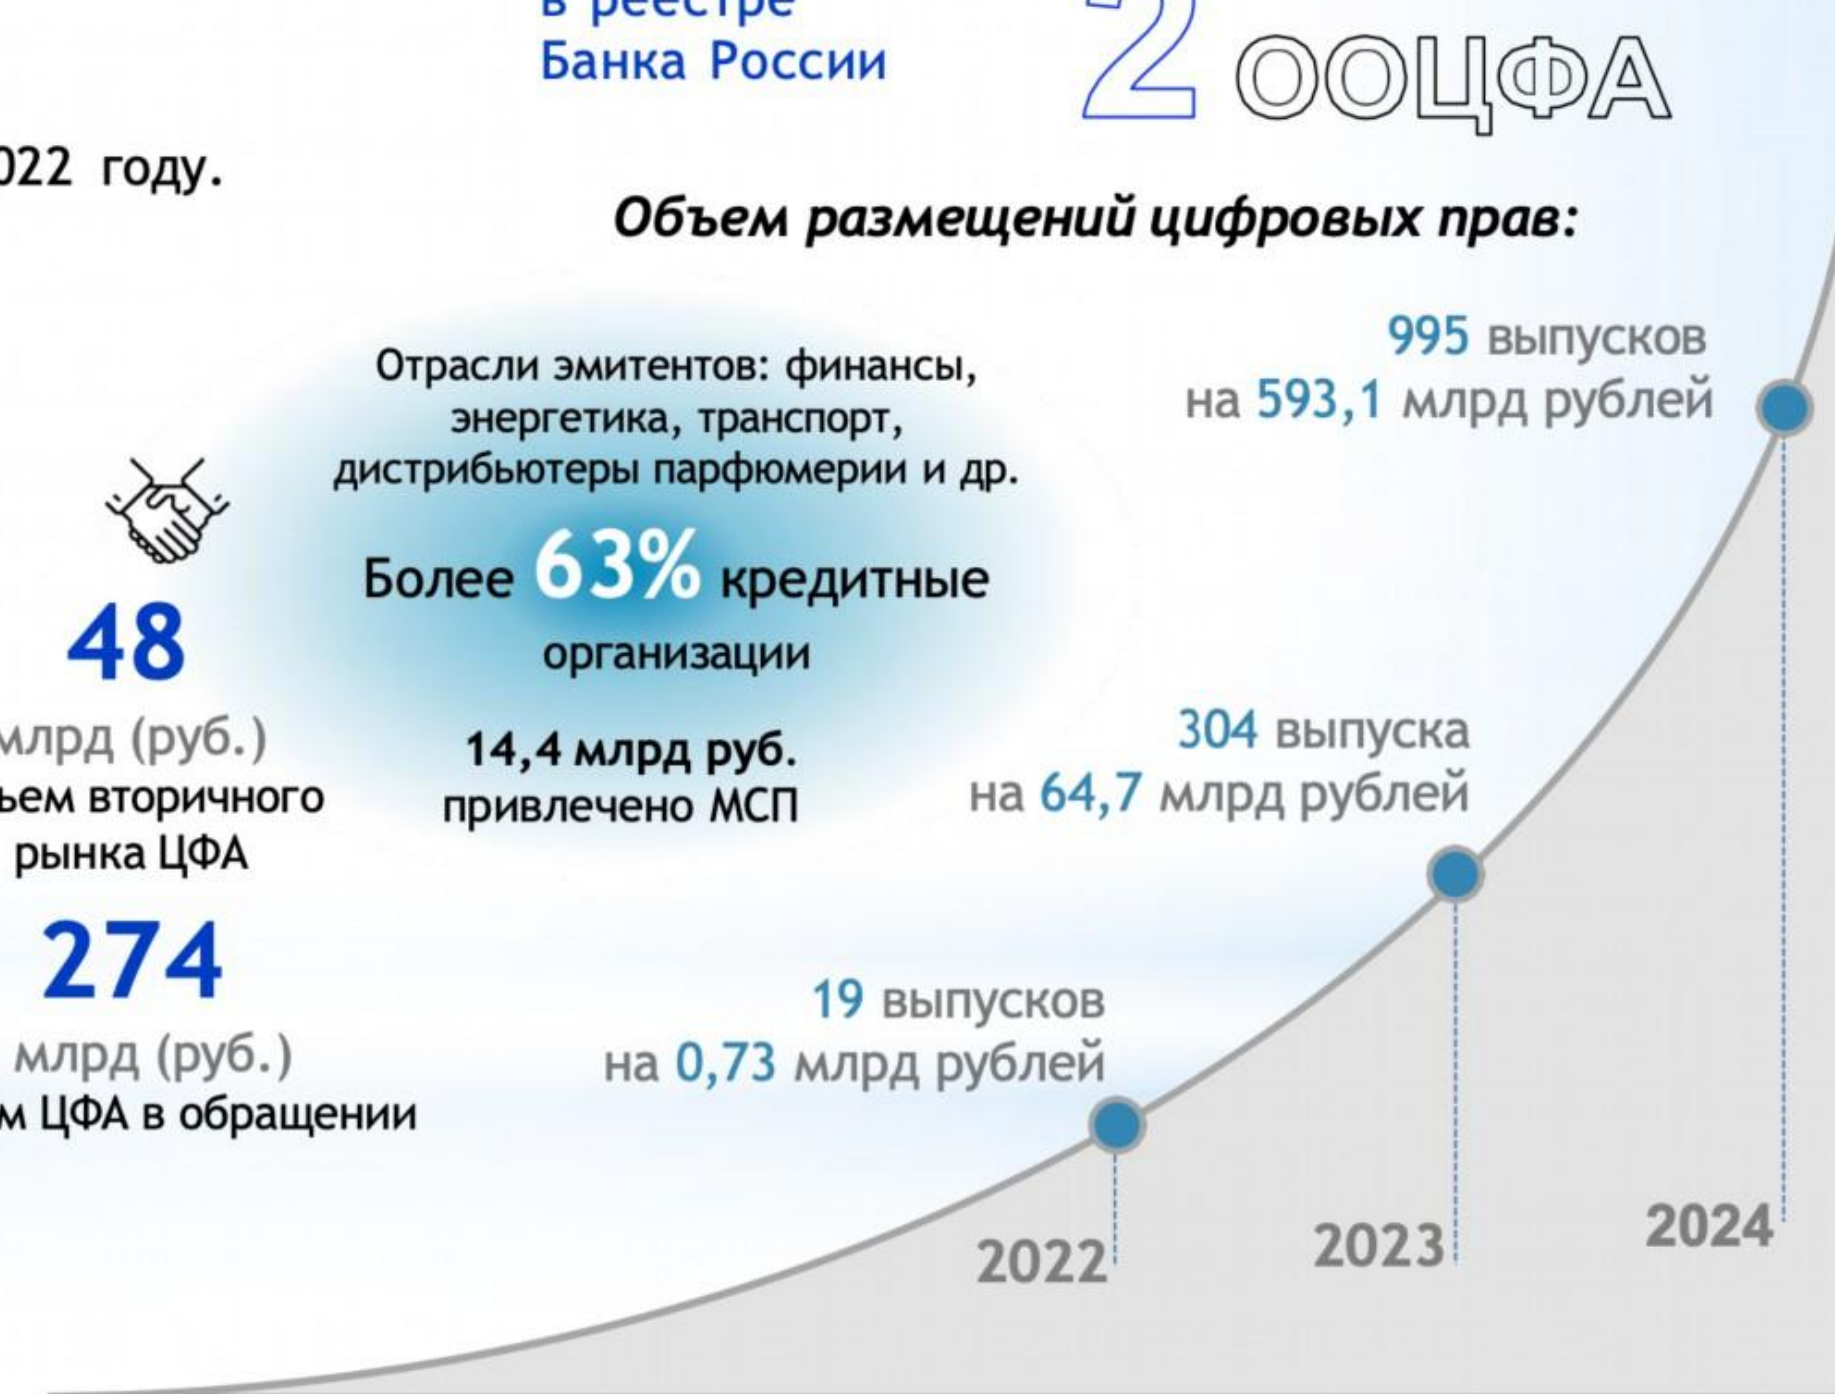 в реестре
Банка России
2 ООЦФА
022 году.
Объем размещений цифровых прав:
995 выпусков
на 593,1 млрд рублей
Отрасли эмитентов: финансы,
энергетика, транспорт,
дистрибьютеры парфюмерии и др.
Более 63% кредитные
организации
14,4 млрд руб.
привлечено МСП
48
млрд (руб.)
ьем вторичного
рынка ЦФА
274
млрд (руб.)
м ЦФА в обращении
304 выпуска
на 64,7 млрд рублей
19 выпусков
на 0,73 млрд рублей
2022
2023
2024